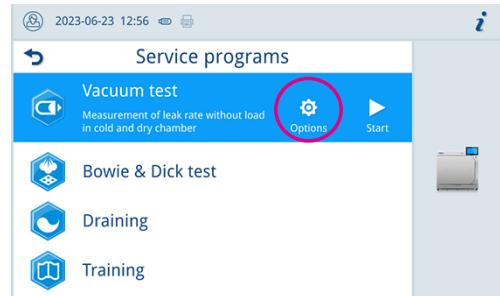 2023-06-23 12:56
i
Service programs
Vacuum test
Measurement of leak rate without load
in cold and dry chamber
Options
Start
Bowie & Dick test
Draining
Training